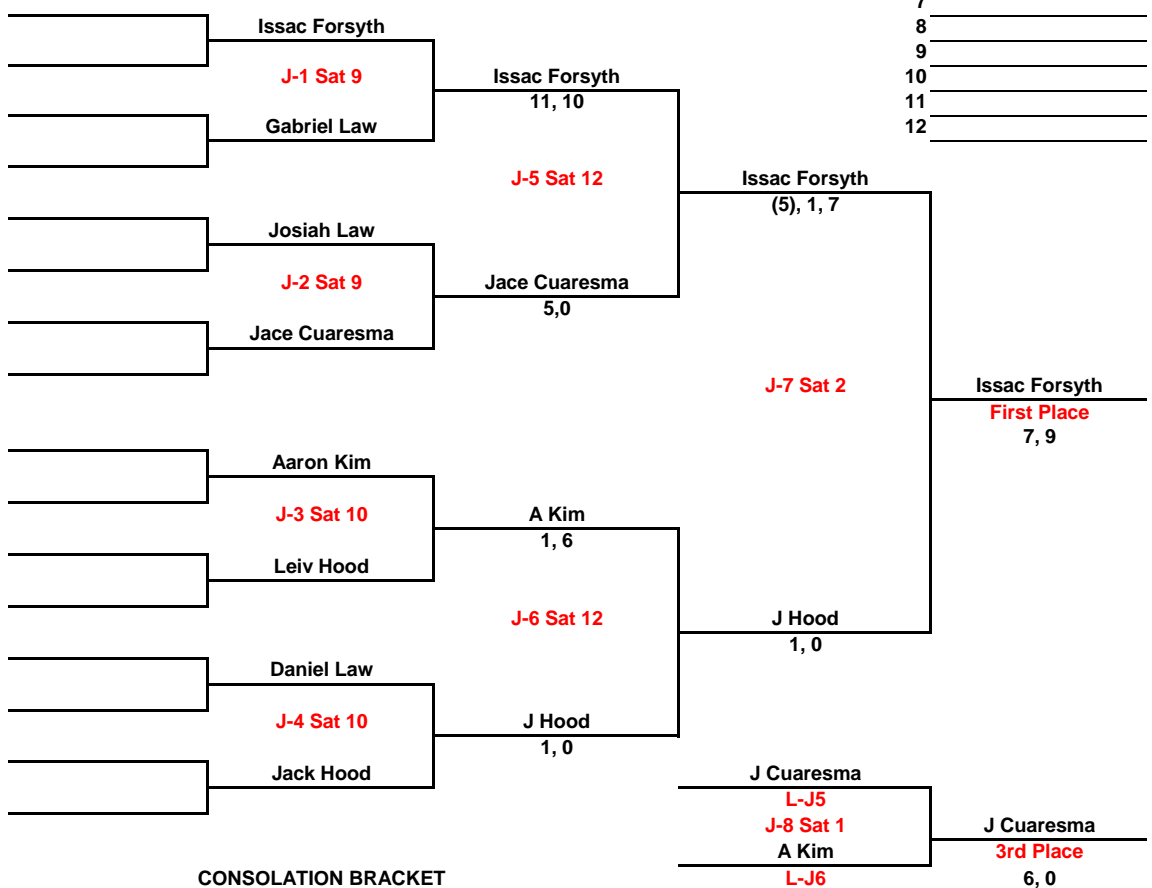 7
Issac Forsyth
8
9
J-1 Sat 9
Issac Forsyth
10
11, 10
11
Gabriel Law
12
J-5 Sat 12
Issac Forsyth
(5), 1, 7
Josiah Law
J-2 Sat 9
Jace Cuaresma
5,0
Jace Cuaresma
J-7 Sat 2
Issac Forsyth
First Place
7, 9
Aaron Kim
J-3 Sat 10
A Kim
1, 6
Leiv Hood
J-6 Sat 12
J Hood
1, 0
Daniel Law
J-4 Sat 10
J Hood
1, 0
Jack Hood
J Cuaresma
L-J5
J-8 Sat 1
J Cuaresma
A Kim
3rd Place
CONSOLATION BRACKET
L-J6
6, 0